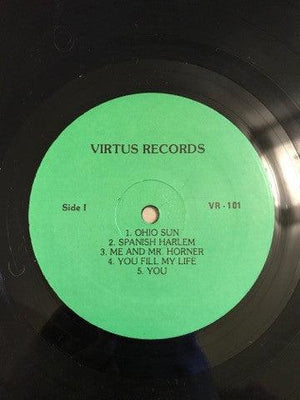 VIRTUS RECORDS
Side I VR - 101
1. OHIO SUN
2. SPANISH HARLEM
3. ME AND MR. HORNER
4. YOU FILL MY LIFE
5. YOU